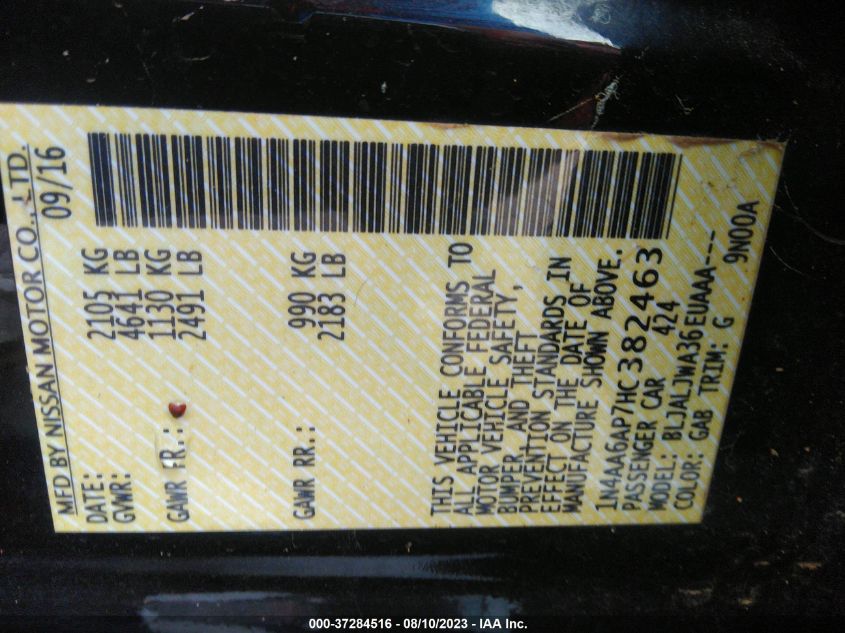 MFD BY NISSAN MOTOR CO., LTD.
DATE: 09/16
GVWR: 2105 KG
4641 LB
GAWR FR.: 1130 KG
2491 LB
GAWR RR.: 990 KG
2183 LB
THIS VEHICLE CONFORMS TO
ALL APPLICABLE FEDERAL
MOTOR VEHICLE SAFETY,
BUMPER, AND THEFT
PREVENTION STANDARDS IN
EFFECT ON THE DATE OF
MANUFACTURE SHOWN ABOVE.
1N4AA6AP7HC382463
PASSENGER CAR 424
MODEL: BLJALJWA36EUAAA---
COLOR: GAB TRIM: G 9N00A
000-37284516 - 08/10/2023 - IAA Inc.